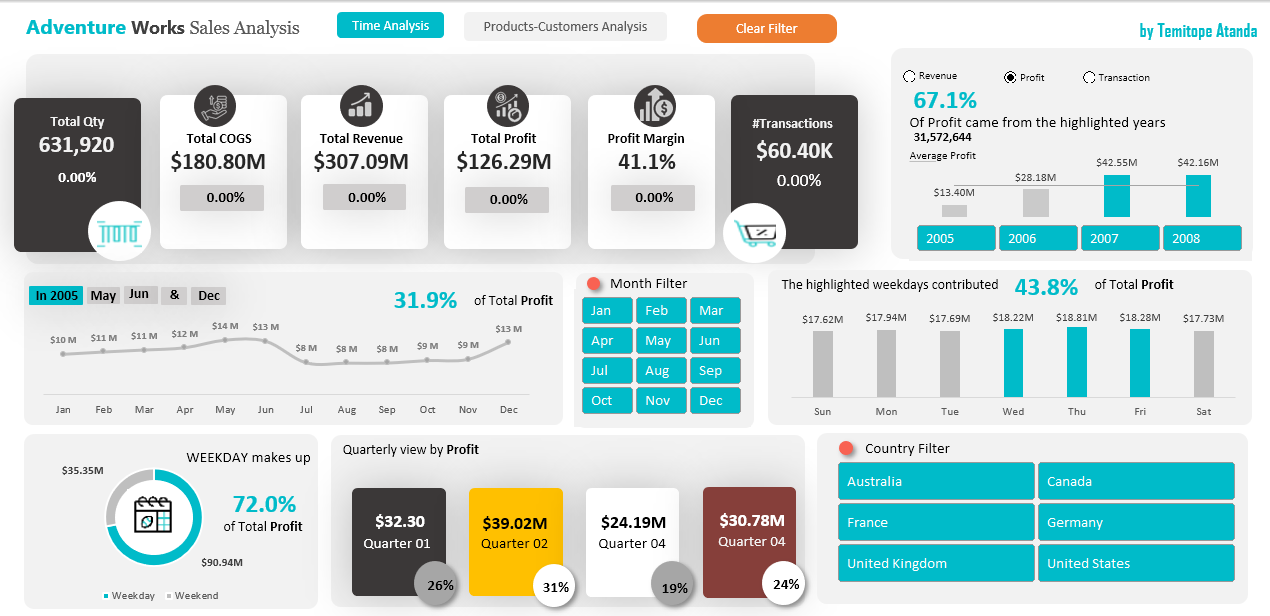 Adventure Works Sales Analysis
Time Analysis
Products-Customers Analysis
Clear Filter
by Temitope Atanda
Total Qty
631,920
0.00%
Total COGS
$180.80M
0.00%
Total Revenue
$307.09M
0.00%
Total Profit
$126.29M
0.00%
Profit Margin
41.1%
0.00%
#Transactions
$60.40K
0.00%
Revenue
Profit
Transaction
67.1%
Of Profit came from the highlighted years
31,572,644
Average Profit
$13.40M
$28.18M
$42.55M
$42.16M
2005
2006
2007
2008
In 2005 May Jun & Dec
31.9% of Total Profit
$10 M
$11 M
$11 M
$12 M
$14 M
$13 M
$8 M
$8 M
$8 M
$9 M
$9 M
$13 M
Jan
Feb
Mar
Apr
May
Jun
Jul
Aug
Sep
Oct
Nov
Dec
Month Filter
Jan
Feb
Mar
Apr
May
Jun
Jul
Aug
Sep
Oct
Nov
Dec
The highlighted weekdays contributed 43.8% of Total Profit
$17.62M
$17.94M
$17.69M
$18.22M
$18.81M
$18.28M
$17.73M
Sun
Mon
Tue
Wed
Thu
Fri
Sat
WEEKDAY makes up
72.0%
of Total Profit
$35.35M
$90.94M
Weekday
Weekend
Quarterly view by Profit
$32.30
Quarter 01
26%
$39.02M
Quarter 02
31%
$24.19M
Quarter 04
19%
$30.78M
Quarter 04
24%
Country Filter
Australia
Canada
France
Germany
United Kingdom
United States